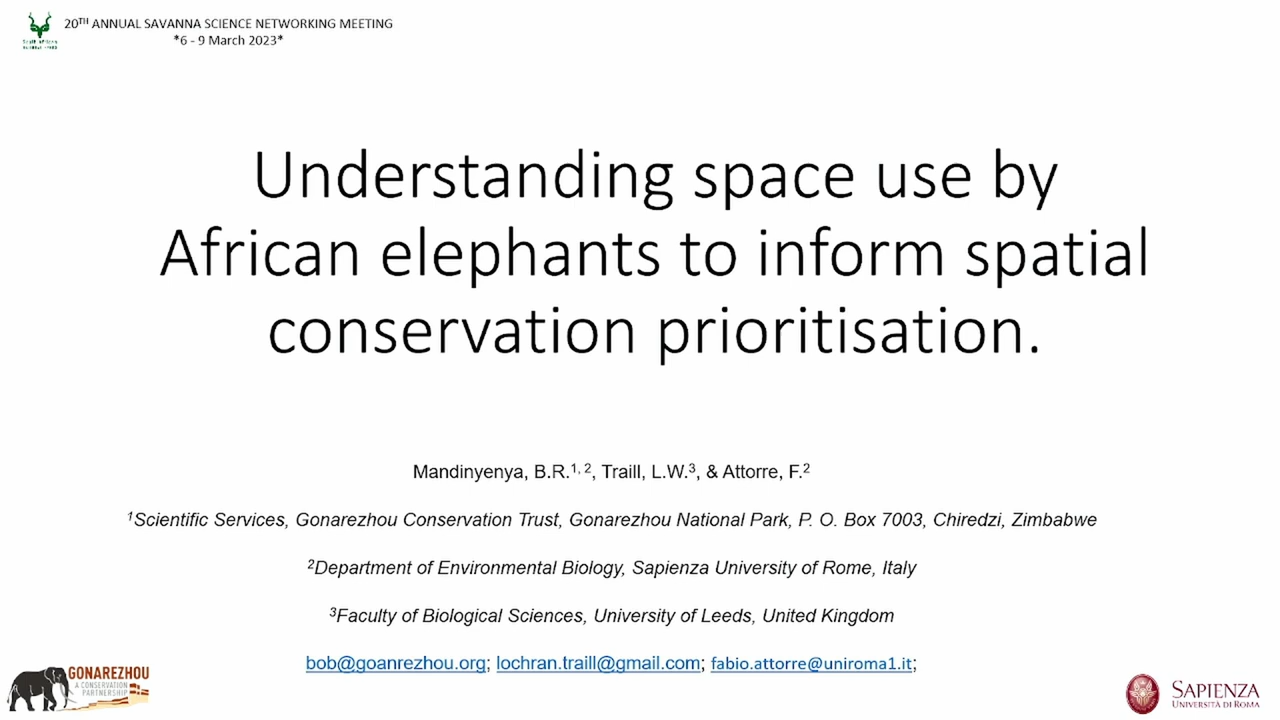 20TH ANNUAL SAVANNA SCIENCE NETWORKING MEETING
*6 - 9 March 2023*
Understanding space use by
African elephants to inform spatial
conservation prioritisation.
Mandinyenya, B.R.1, 2, Traill, L.W.3, & Attorre, F.2
1Scientific Services, Gonarezhou Conservation Trust, Gonarezhou National Park, P. O. Box 7003, Chiredzi, Zimbabwe
2Department of Environmental Biology, Sapienza University of Rome, Italy
3Faculty of Biological Sciences, University of Leeds, United Kingdom
bob@goanrezhou.org; lochran.traill@gmail.com; fabio.attorre@uniroma1.it;
GONAREZHOU
A CONSERVATION
PARTNERSHIP
SAPIENZA
UNIVERSITÀ DI ROMA